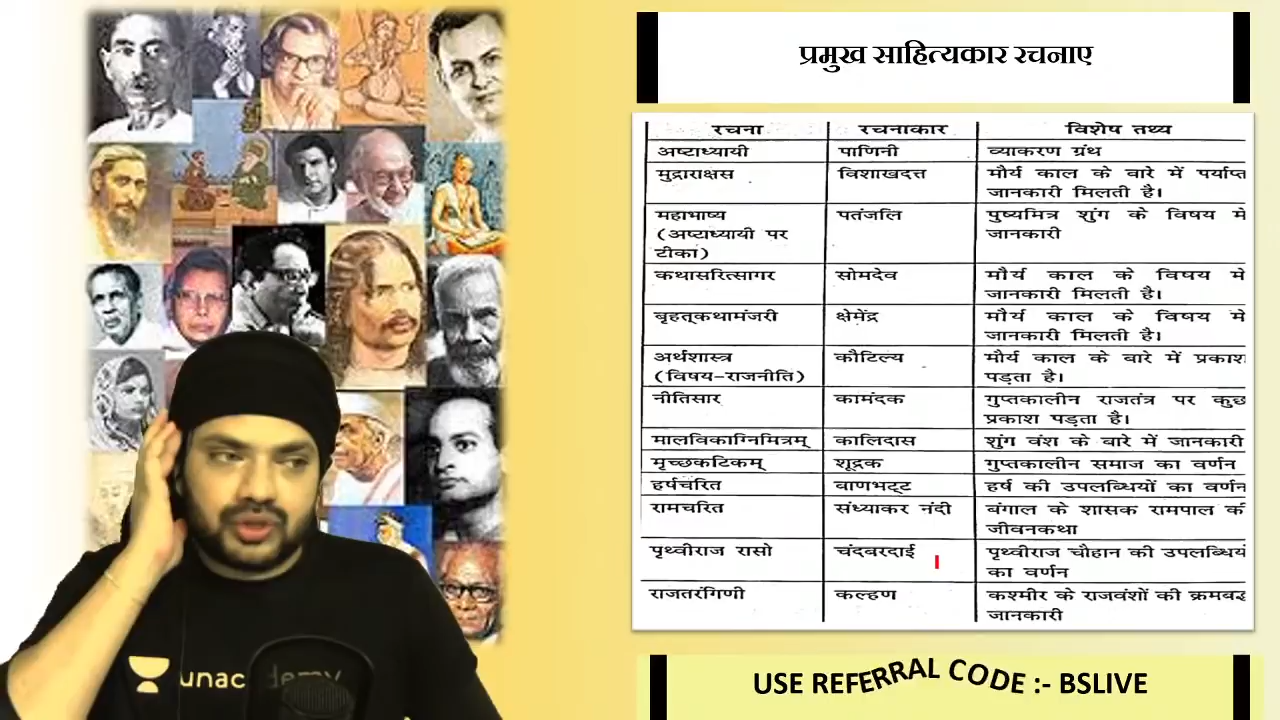 प्रमुख साहित्यकार रचनाए
रचना रचनाकार विशेष तथ्य
अष्टाध्यायी पाणिनी व्याकरण ग्रंथ
मुद्राराक्षस विशाखदत्त मौर्य काल के बारे में पर्याप्त
जानकारी मिलती है।
महाभाष्य पतंजलि पुष्यमित्र शुंग के विषय में
(अष्टाध्यायी पर जानकारी
टीका)
कथासरित्सागर सोमदेव मौर्य काल के विषय में
जानकारी मिलती है।
बृहत्कथामंजरी क्षेमेंद्र मौर्य काल के विषय में
जानकारी मिलती है।
अर्थशास्त्र कौटिल्य मौर्य काल के बारे में प्रकाश
(विषय-राजनीति) पड़ता है।
नीतिसार कामंदक गुप्तकालीन राजतंत्र पर कुछ
प्रकाश पड़ता है।
मालविकाग्निमित्रम् कालिदास शुंग वंश के बारे में जानकारी
मृच्छकटिकम् शूद्रक गुप्तकालीन समाज का वर्णन
हर्षचरित बाणभट्ट हर्ष की उपलब्धियों का वर्णन
रामचरित संध्याकर नंदी बंगाल के शासक रामपाल की
जीवनकथा
पृथ्वीराज रासो चंदबरदाई पृथ्वीराज चौहान की उपलब्धियों
का वर्णन
राजतरंगिणी कल्हण कश्मीर के राजवंशों की क्रमबद्ध
जानकारी
unacademy
USE REFERRAL CODE :- BSLIVE